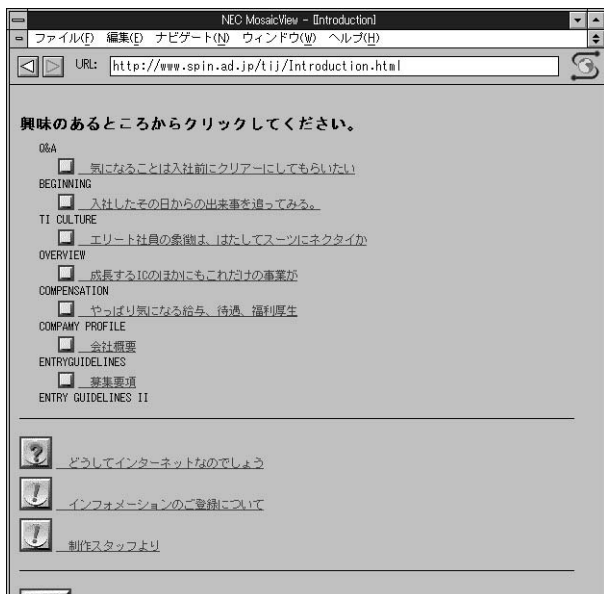 NEC MosaicView - [Introduction]
ファイル(F) 編集(E) ナビゲート(N) ウィンドウ(W) ヘルプ(H)
URL: http://www.spin.ad.jp/tij/Introduction.html
興味のあるところからクリックしてください。
Q&A
気になることは入社前にクリアーにしてもらいたい
BEGINNING
入社したその日からの出来事を追ってみる。
TI CULTURE
エリート社員の象徴は、はたしてスーツにネクタイか
OVERVIEW
成長するICのほかにもこれだけの事業が
COMPENSATION
やっぱり気になる給与、待遇、福利厚生
COMPAMY PROFILE
会社概要
ENTRYGUIDELINES
募集要項
ENTRY GUIDELINES II
どうしてインターネットなのでしょう
インフォメーションのご登録について
制作スタッフより